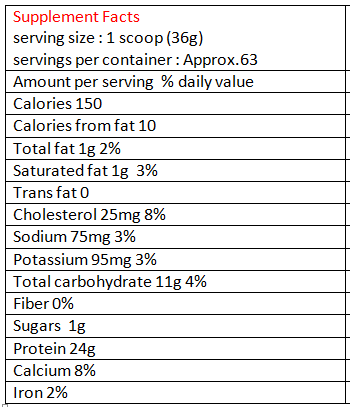 Supplement Facts
serving size : 1 scoop (36g)
servings per container : Approx.63
Amount per serving  % daily value
Calories 150
Calories from fat 10
Total fat 1g 2%
Saturated fat 1g  3%
Trans fat 0
Cholesterol 25mg 8%
Sodium 75mg 3%
Potassium 95mg 3%
Total carbohydrate 11g 4%
Fiber 0%
Sugars  1g
Protein 24g
Calcium 8%
Iron 2%